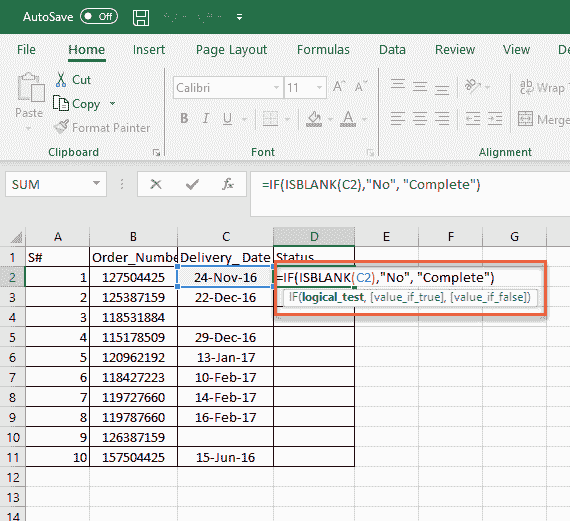 AutoSave Off
File Home Insert Page Layout Formulas Data Review View
Cut
Copy
Format Painter
Paste
Clipboard
Calibri 11
B I U
A
Font
ab Wrap
Merge
Alignment
SUM fx =IF(ISBLANK(C2),"No", "Complete")
A B C D E F G
1 S# Order_Numbe Delivery_Date Status
2 1 127504425 24-Nov-16 =IF(ISBLANK(C2),"No", "Complete")
IF(logical_test, [value_if_true], [value_if_false])
3 2 125387159 22-Dec-16
4 3 118531884
5 4 115178509 29-Dec-16
6 5 120962192 13-Jan-17
7 6 118427223 10-Feb-17
8 7 119727660 14-Feb-17
9 8 119787660 16-Feb-17
10 9 126387159
11 10 157504425 15-Jun-16
12
13
14